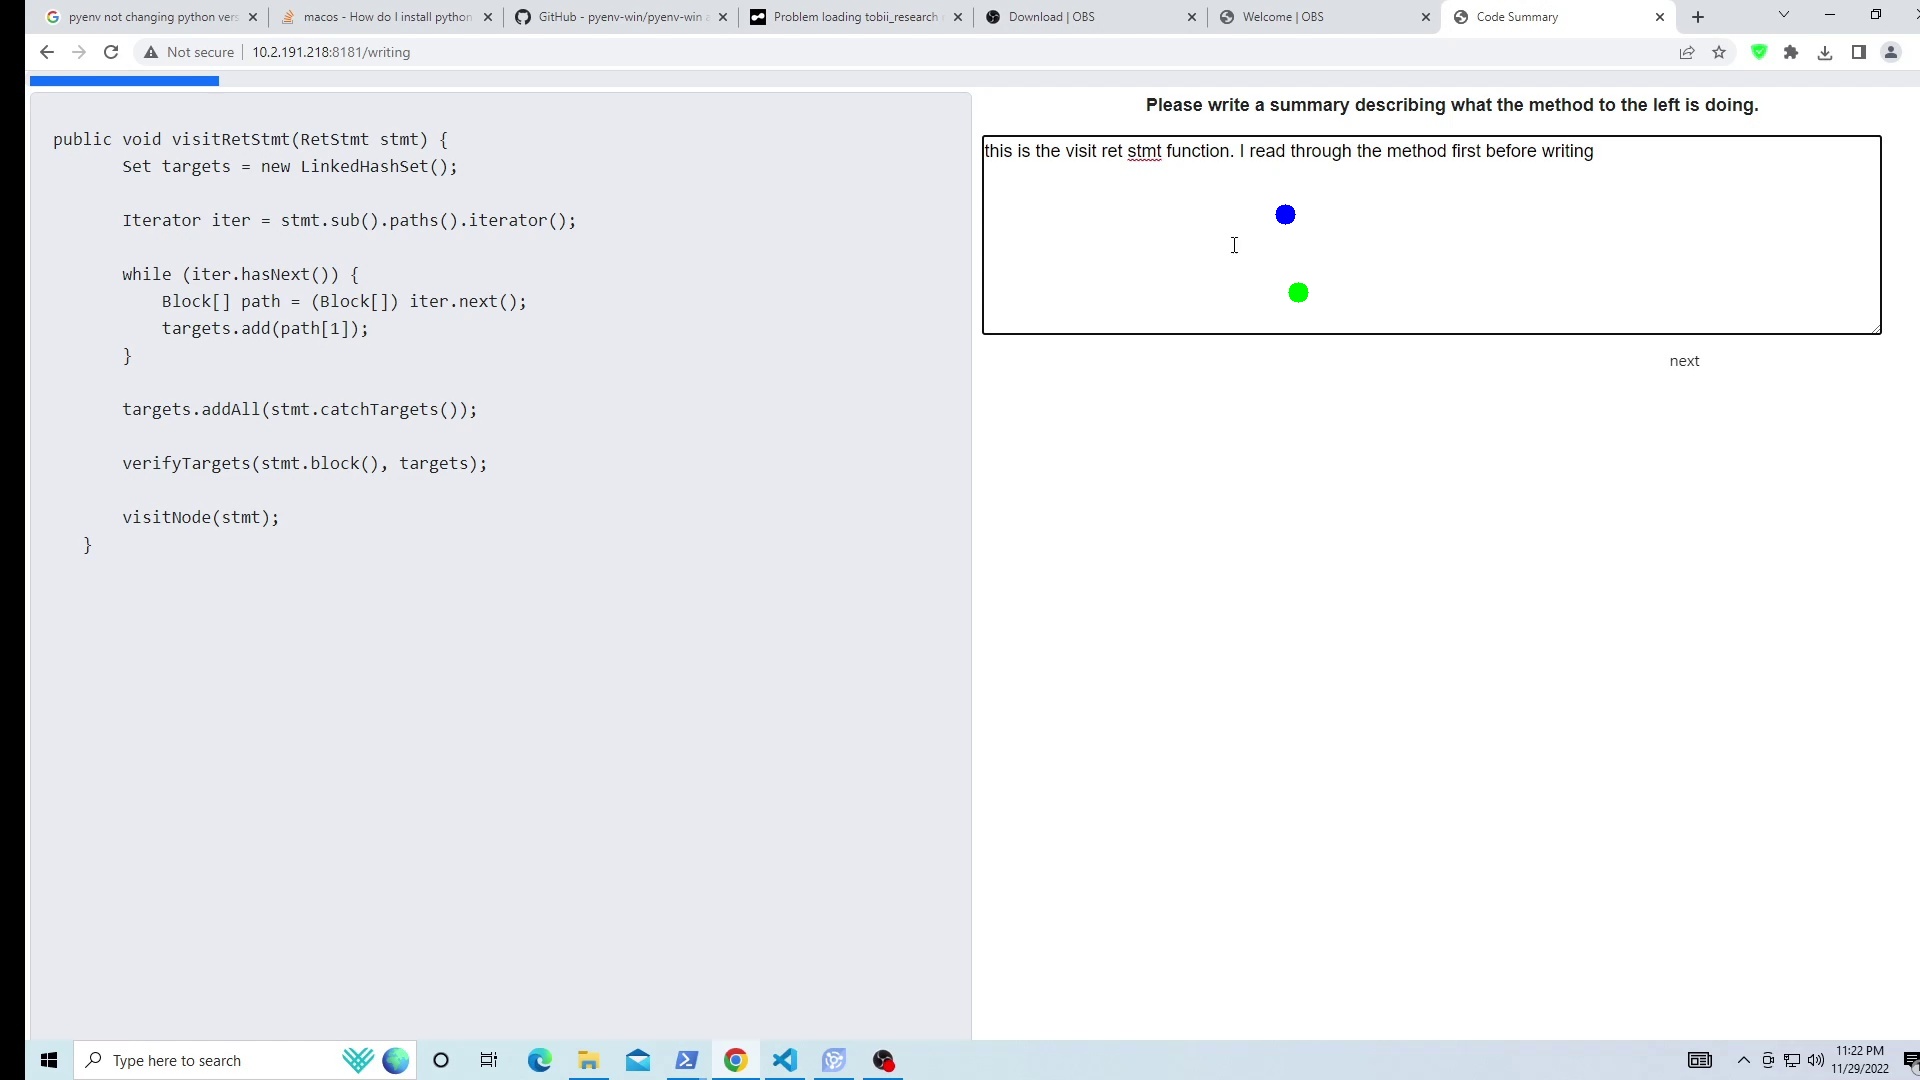 pyenv not changing python vers
macos - How do I install python
GitHub - pyenv-win/pyenv-win
Problem loading tobii_research
Download | OBS
Welcome | OBS
Code Summary
Not secure
10.2.191.218:8181/writing
public void visitRetStmt(RetStmt stmt) {
Set targets = new LinkedHashSet();
Iterator iter = stmt.sub().paths().iterator();
while (iter.hasNext()) {
Block[] path = (Block[]) iter.next();
targets.add(path[1]);
}
targets.addAll(stmt.catchTargets());
verifyTargets(stmt.block(), targets);
visitNode(stmt);
}
Please write a summary describing what the method to the left is doing.
this is the visit ret stmt function. I read through the method first before writing
next
Type here to search
11:22 PM
11/29/2022